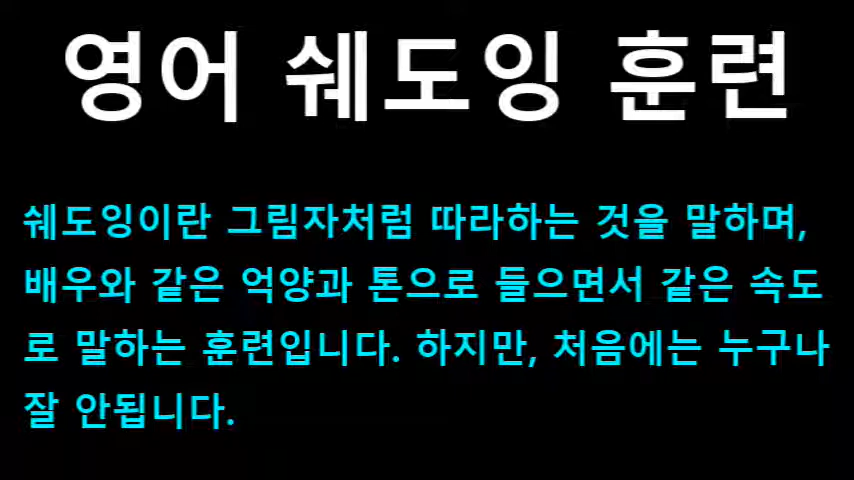 영어 쉐도잉 훈련
쉐도잉이란 그림자처럼 따라하는 것을 말하며,
배우와 같은 억양과 톤으로 들으면서 같은 속도
로 말하는 훈련입니다. 하지만, 처음에는 누구나
잘 안됩니다.